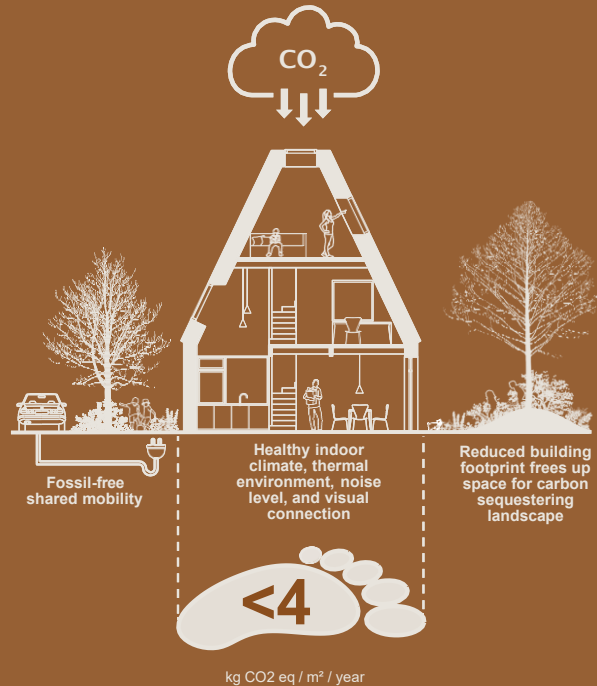 CO₂
Fossil-free
shared mobility
Healthy indoor
climate, thermal
environment, noise
level, and visual
connection
Reduced building
footprint frees up
space for carbon
sequestering
landscape
<4
kg CO2 eq / m² / year